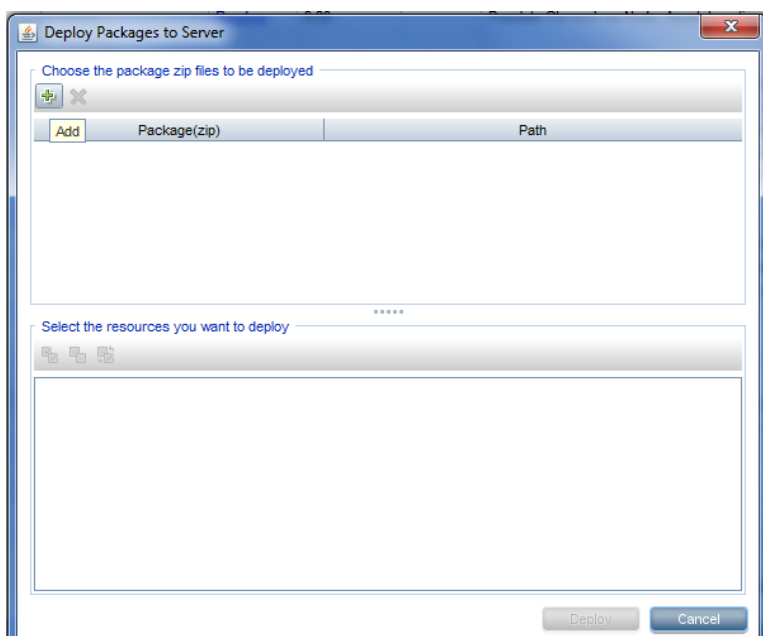 Deploy Packages to Server
Choose the package zip files to be deployed
Add
Package(zip)
Path
Select the resources you want to deploy
Deploy
Cancel